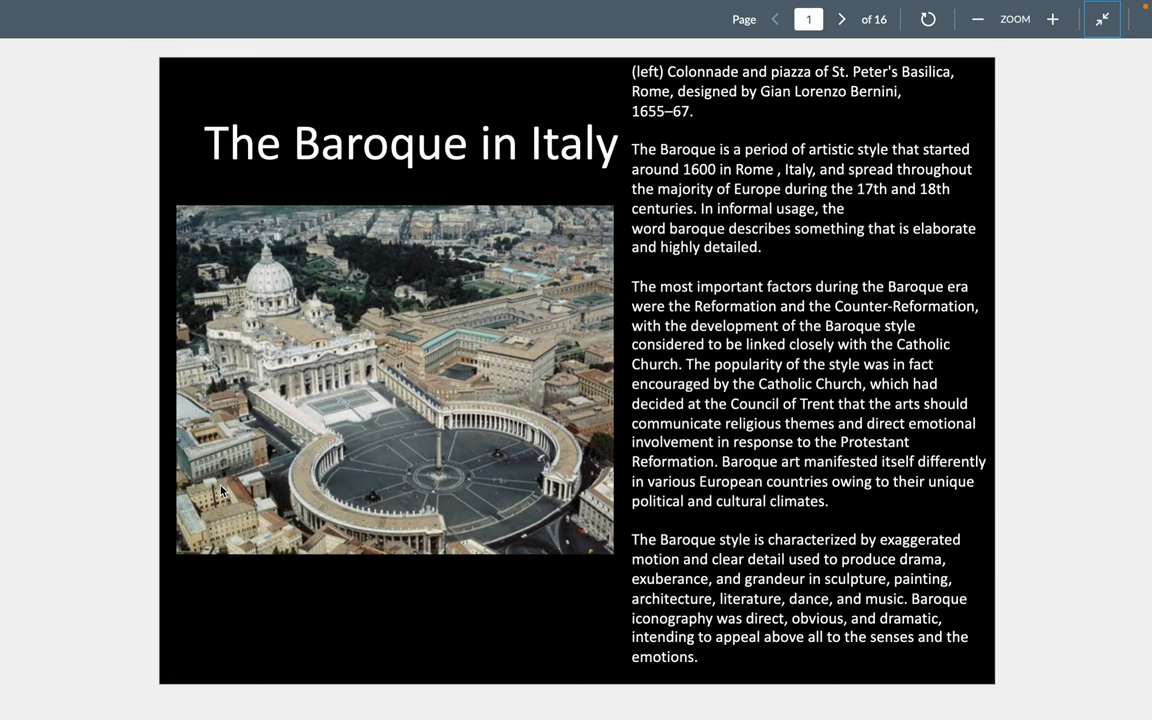 Page 1 of 16 ZOOM
The Baroque in Italy
(left) Colonnade and piazza of St. Peter's Basilica,
Rome, designed by Gian Lorenzo Bernini,
1655–67.
The Baroque is a period of artistic style that started
around 1600 in Rome , Italy, and spread throughout
the majority of Europe during the 17th and 18th
centuries. In informal usage, the
word baroque describes something that is elaborate
and highly detailed.
The most important factors during the Baroque era
were the Reformation and the Counter-Reformation,
with the development of the Baroque style
considered to be linked closely with the Catholic
Church. The popularity of the style was in fact
encouraged by the Catholic Church, which had
decided at the Council of Trent that the arts should
communicate religious themes and direct emotional
involvement in response to the Protestant
Reformation. Baroque art manifested itself differently
in various European countries owing to their unique
political and cultural climates.
The Baroque style is characterized by exaggerated
motion and clear detail used to produce drama,
exuberance, and grandeur in sculpture, painting,
architecture, literature, dance, and music. Baroque
iconography was direct, obvious, and dramatic,
intending to appeal above all to the senses and the
emotions.